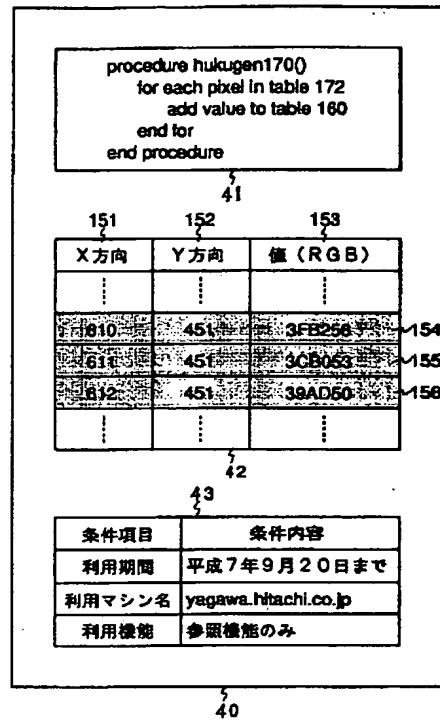 procedure hukugen170()
for each pixel in table 172
add value to table 160
end for
end procedure
41
151 152 153
X方向 Y方向 値(RGB)
610 451 3FB256 154
611 451 3CB053 155
612 451 39AD50 156
42
43
条件項目 条件内容
利用期間 平成7年9月20日まで
利用マシン名 yagawa.hitachi.co.jp
利用機能 参照機能のみ
40